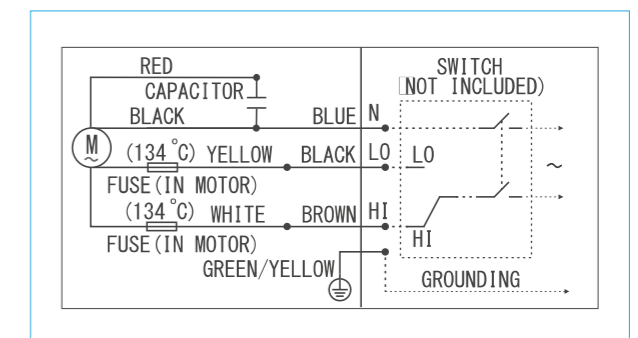 RED
CAPACITOR
BLACK
BLUE N
SWITCH
NOT INCLUDED)
M
~
(134°C) YELLOW BLACK LO LO
FUSE(IN MOTOR)
~
(134°C) WHITE BROWN HI
HI
FUSE(IN MOTOR)
GREEN/YELLOW
GROUNDING